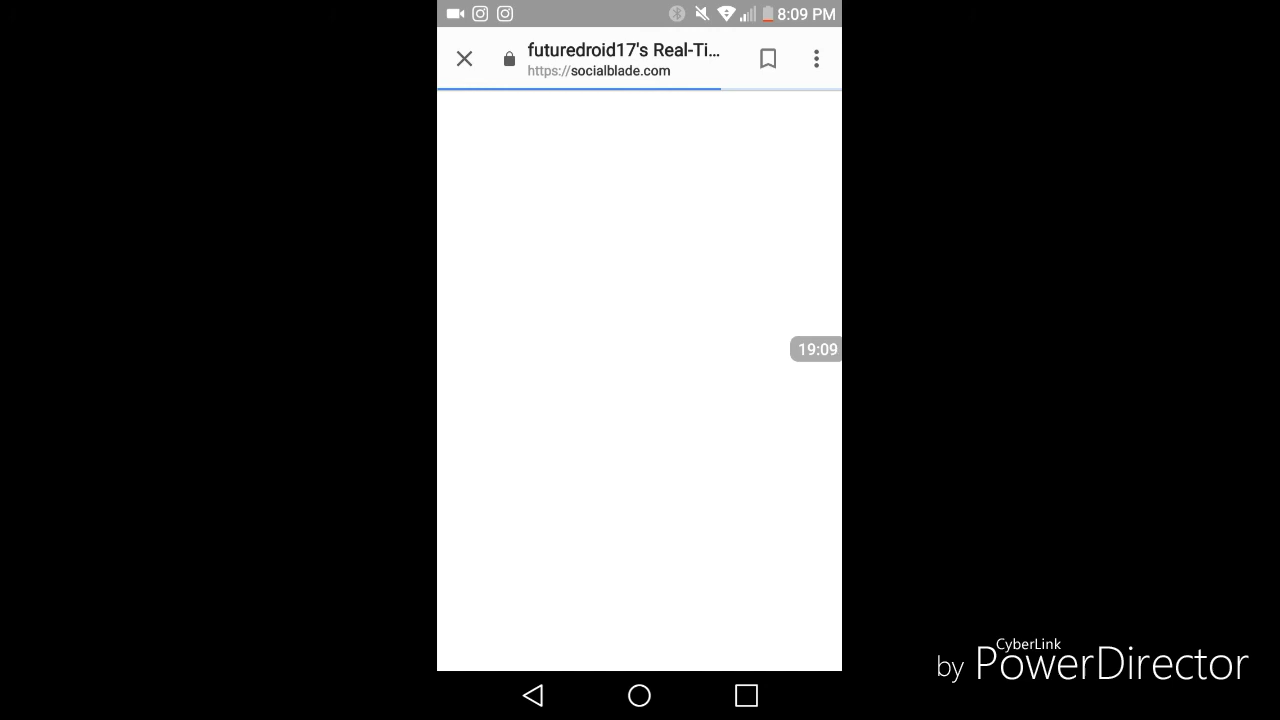 8:09 PM
futuredroid17's Real-Ti...
https://socialblade.com
19:09
CyberLink
by PowerDirector